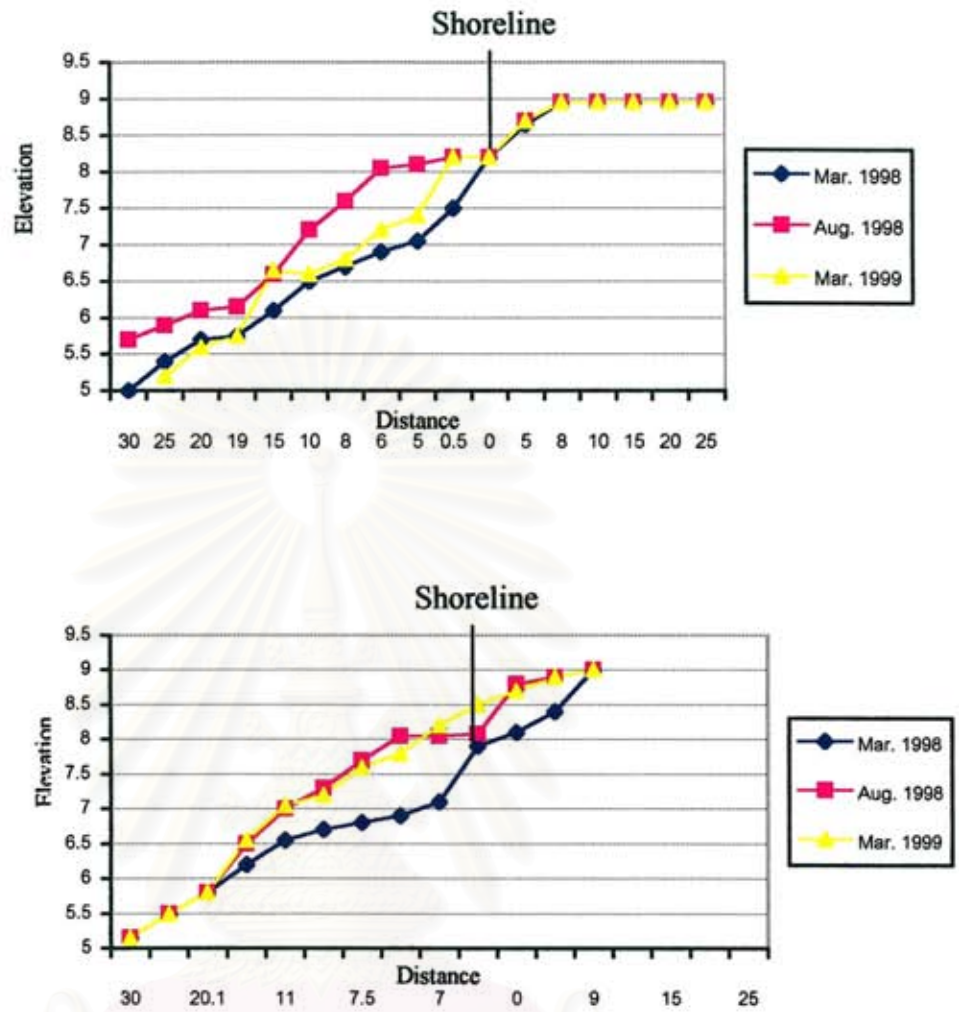 Shoreline
9.5
9
8.5
8
7.5
7
6.5
6
5.5
5
Elevation
Distance
30 25 20 19 15 10 8 6 5 0.5 0 5 8 10 15 20 25
Mar. 1998
Aug. 1998
Mar. 1999
Shoreline
9.5
9
8.5
8
7.5
7
6.5
6
5.5
5
Elevation
Distance
30 20.1 11 7.5 7 0 9 15 25
Mar. 1998
Aug. 1998
Mar. 1999